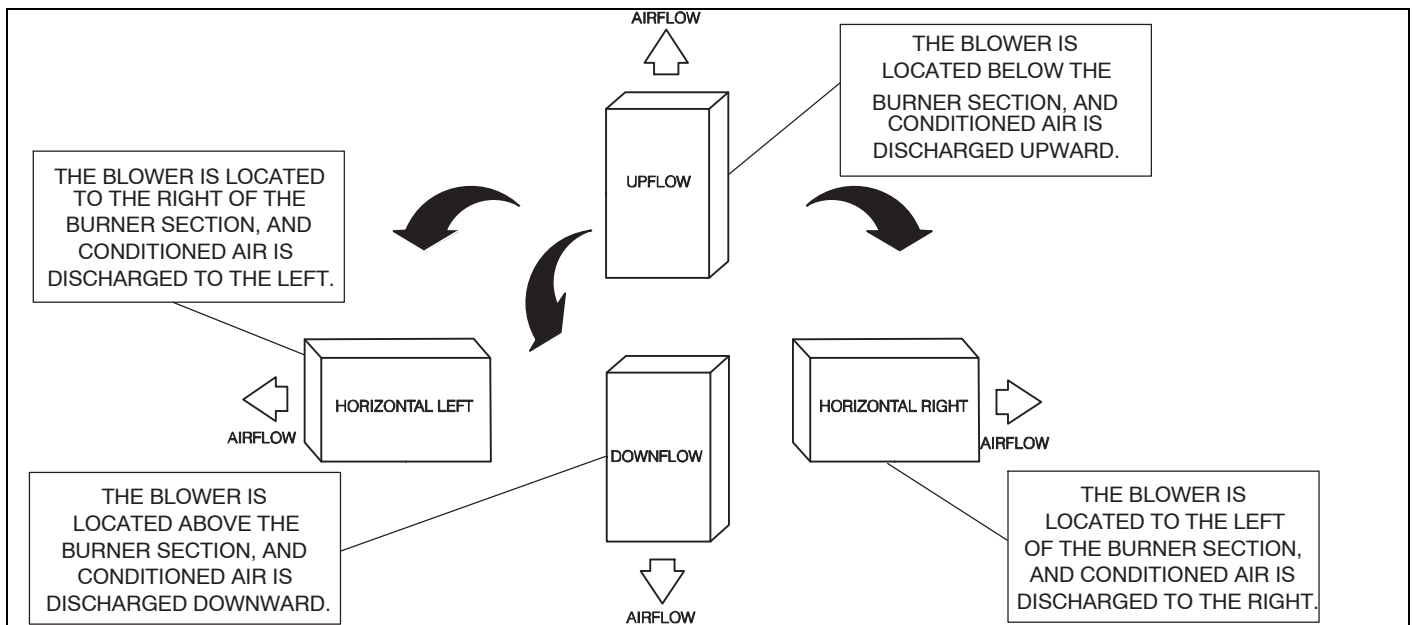 AIRFLOW
THE BLOWER IS
LOCATED BELOW THE
BURNER SECTION, AND
CONDITIONED AIR IS
DISCHARGED UPWARD.
UPFLOW
THE BLOWER IS LOCATED
TO THE RIGHT OF THE
BURNER SECTION, AND
CONDITIONED AIR IS
DISCHARGED TO THE LEFT.
HORIZONTAL LEFT
AIRFLOW
HORIZONTAL RIGHT
AIRFLOW
DOWNFLOW
AIRFLOW
THE BLOWER IS
LOCATED ABOVE THE
BURNER SECTION, AND
CONDITIONED AIR IS
DISCHARGED DOWNWARD.
THE BLOWER IS
LOCATED TO THE LEFT
OF THE BURNER SECTION,
AND CONDITIONED AIR IS
DISCHARGED TO THE RIGHT.